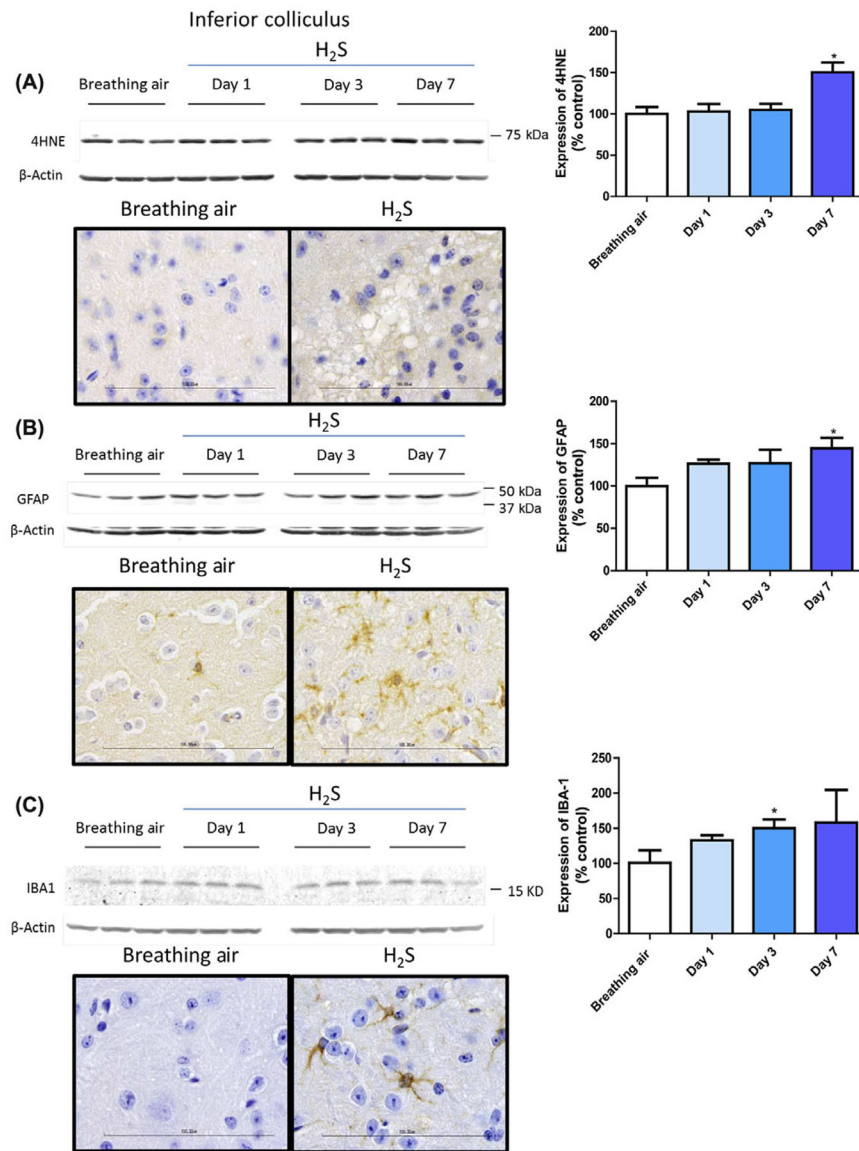 Inferior colliculus
H₂S
(A)
Breathing air Day 1 Day 3 Day 7
4HNE
75 kDa
β-Actin
Breathing air H₂S
Expression of 4HNE
(% control)
200
150
100
50
0
*
Breathing air Day 1 Day 3 Day 7
(B)
H₂S
Breathing air Day 1 Day 3 Day 7
GFAP
50 kDa
37 kDa
β-Actin
Breathing air H₂S
Expression of GFAP
(% control)
200
150
100
50
0
*
Breathing air Day 1 Day 3 Day 7
(C)
H₂S
Breathing air Day 1 Day 3 Day 7
IBA1
15 KD
β-Actin
Breathing air H₂S
Expression of IBA-1
(% control)
250
200
150
100
50
0
*
Breathing air Day 1 Day 3 Day 7